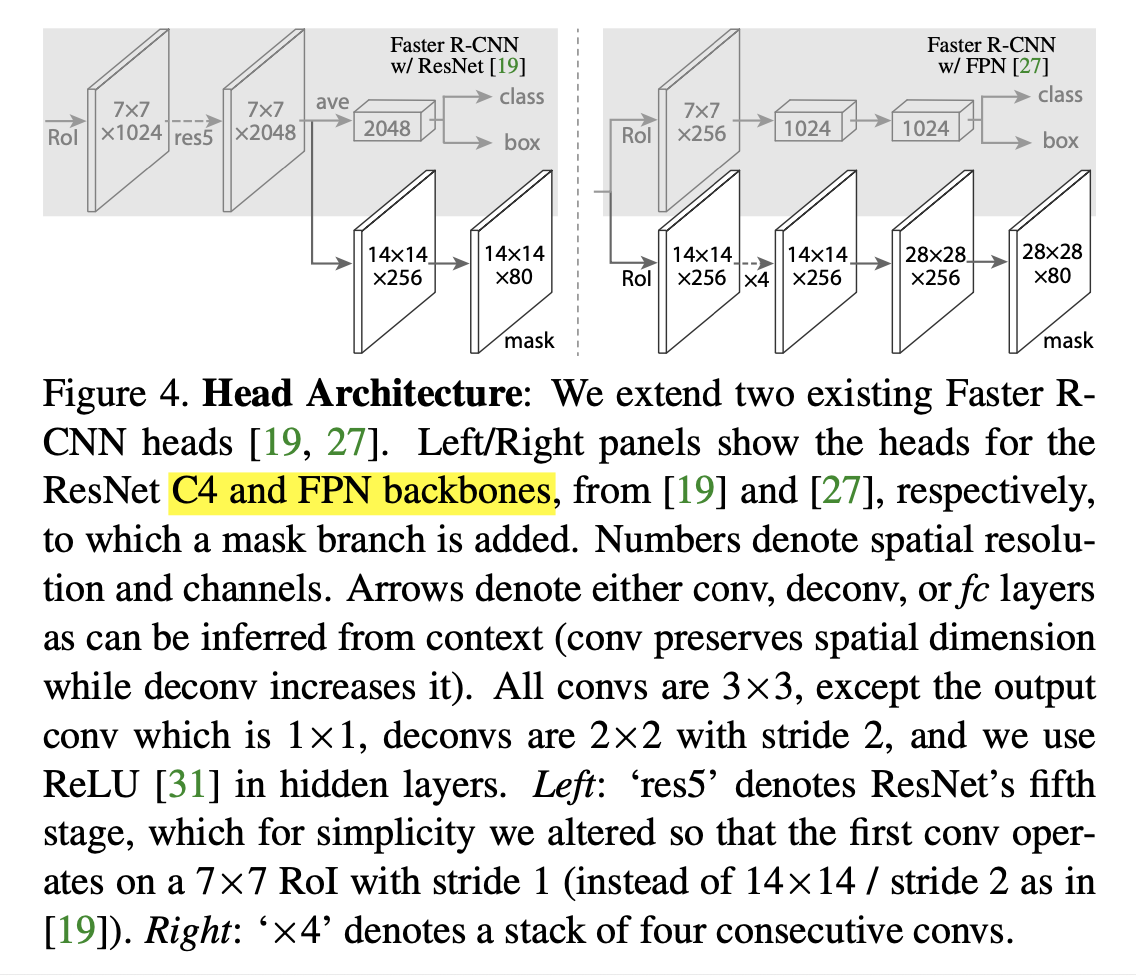 Faster R-CNN
w/ ResNet [19]
RoI
7×7
×1024
res5
7×7
×2048
ave
2048
class
box
14×14
×256
14×14
×80
mask
Faster R-CNN
w/ FPN [27]
RoI
7×7
×256
1024
1024
class
box
RoI
14×14
×256
×4
14×14
×256
28×28
×256
28×28
×80
mask
Figure 4. Head Architecture: We extend two existing Faster R-
CNN heads [19, 27]. Left/Right panels show the heads for the
ResNet C4 and FPN backbones, from [19] and [27], respectively,
to which a mask branch is added. Numbers denote spatial resolu-
tion and channels. Arrows denote either conv, deconv, or fc layers
as can be inferred from context (conv preserves spatial dimension
while deconv increases it). All convs are 3×3, except the output
conv which is 1×1, deconvs are 2×2 with stride 2, and we use
ReLU [31] in hidden layers. Left: ‘res5’ denotes ResNet’s fifth
stage, which for simplicity we altered so that the first conv oper-
ates on a 7×7 RoI with stride 1 (instead of 14×14 / stride 2 as in
[19]). Right: ‘×4’ denotes a stack of four consecutive convs.